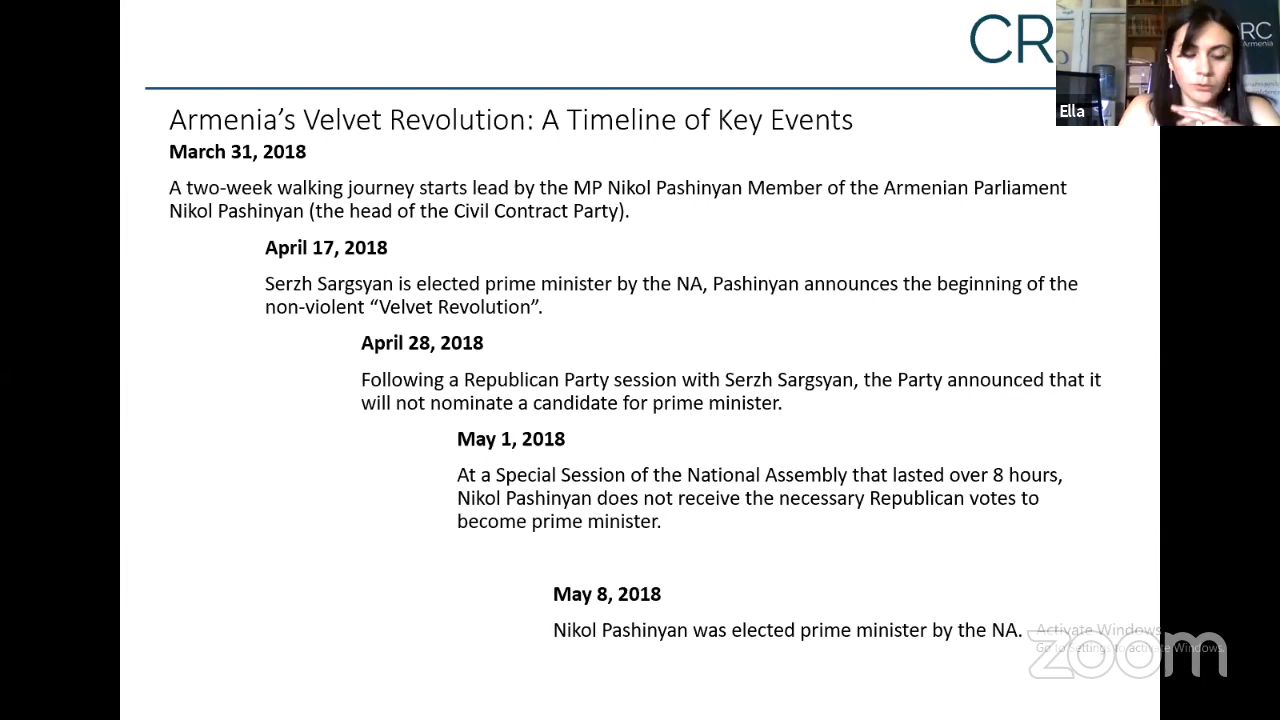 CR
RC
Armenia
Ella
Armenia's Velvet Revolution: A Timeline of Key Events
March 31, 2018
A two-week walking journey starts lead by the MP Nikol Pashinyan Member of the Armenian Parliament
Nikol Pashinyan (the head of the Civil Contract Party).
April 17, 2018
Serzh Sargsyan is elected prime minister by the NA, Pashinyan announces the beginning of the
non-violent “Velvet Revolution”.
April 28, 2018
Following a Republican Party session with Serzh Sargsyan, the Party announced that it
will not nominate a candidate for prime minister.
May 1, 2018
At a Special Session of the National Assembly that lasted over 8 hours,
Nikol Pashinyan does not receive the necessary Republican votes to
become prime minister.
May 8, 2018
Nikol Pashinyan was elected prime minister by the NA.
Activate Windows
Go to Settings to activate Windows.
zoom